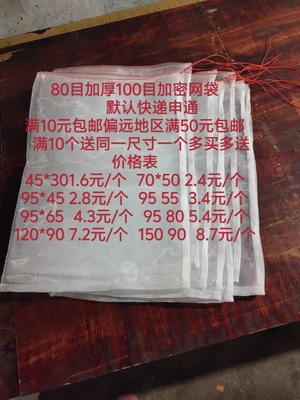 80目加厚100目加密网袋
默认快递申通
满10元包邮偏远地区满50元包邮
满10个送同一尺寸一个多买多送
价格表
45*301.6元/个 70*50 2.4元/个
95*45 2.8元/个 95 55 3.4元/个
95*65 4.3元/个 95 80 5.4元/个
120*90 7.2元/个 150 90 8.7元/个